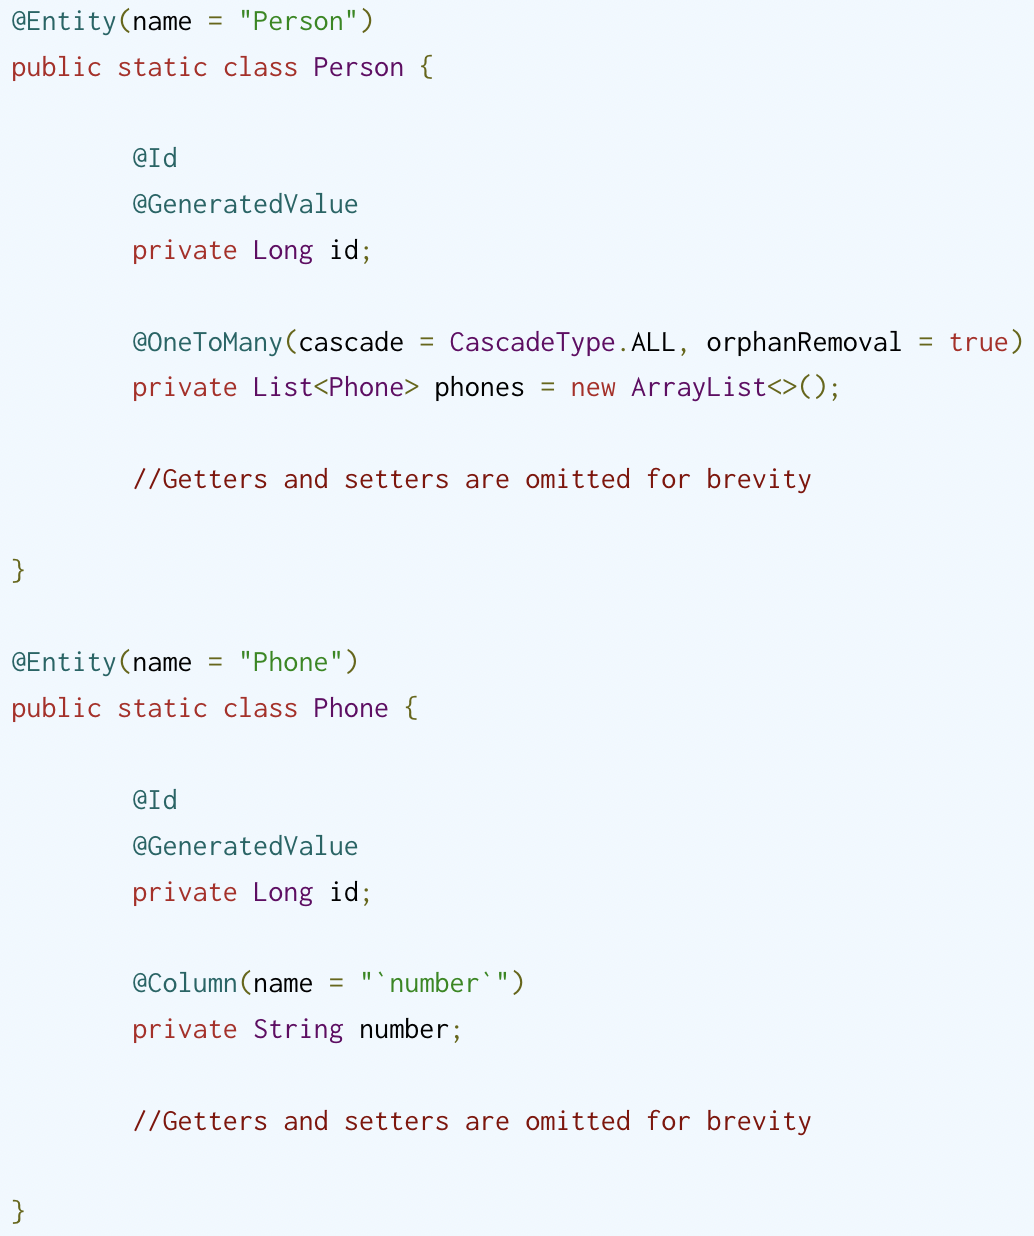 @Entity(name = "Person")
public static class Person {
@Id
@GeneratedValue
private Long id;
@OneToMany(cascade = CascadeType.ALL, orphanRemoval = true)
private List<Phone> phones = new ArrayList<>();
//Getters and setters are omitted for brevity
}
@Entity(name = "Phone")
public static class Phone {
@Id
@GeneratedValue
private Long id;
@Column(name = "`number`")
private String number;
//Getters and setters are omitted for brevity
}